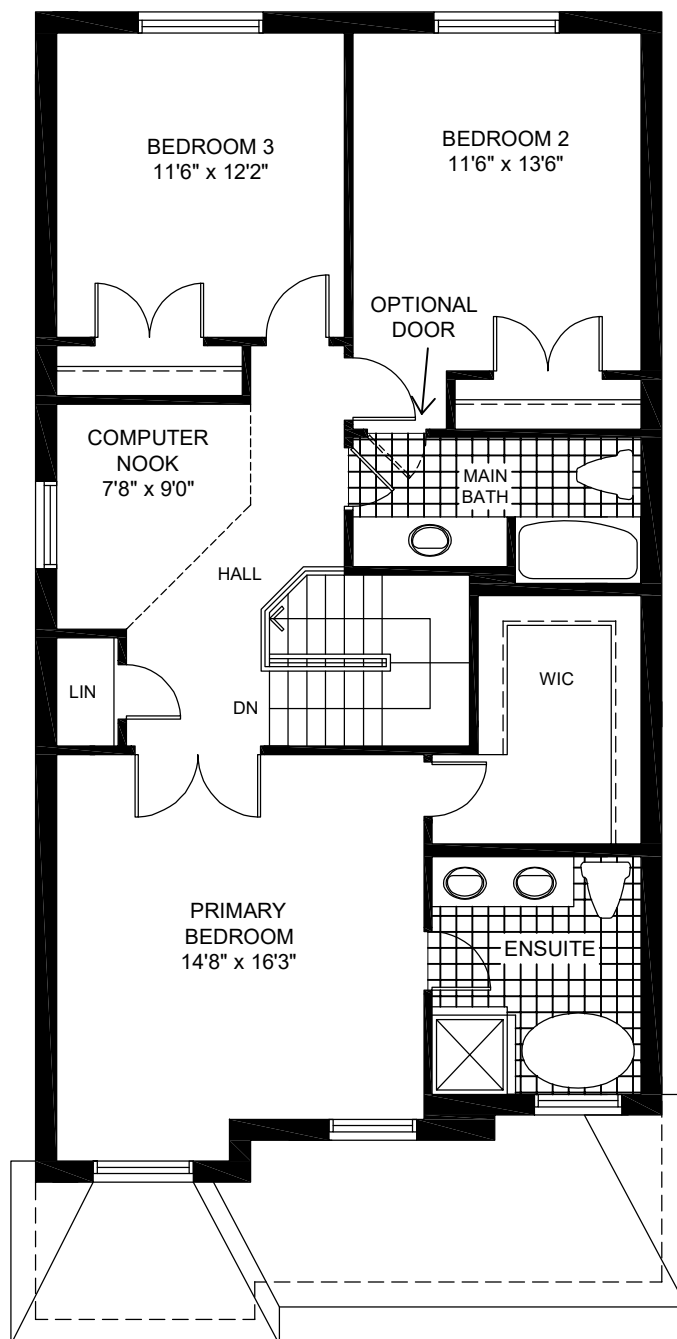 BEDROOM 3
11'6" x 12'2"
BEDROOM 2
11'6" x 13'6"
OPTIONAL
DOOR
COMPUTER
NOOK
7'8" x 9'0"
MAIN
BATH
HALL
LIN
DN
WIC
PRIMARY
BEDROOM
14'8" x 16'3"
ENSUITE